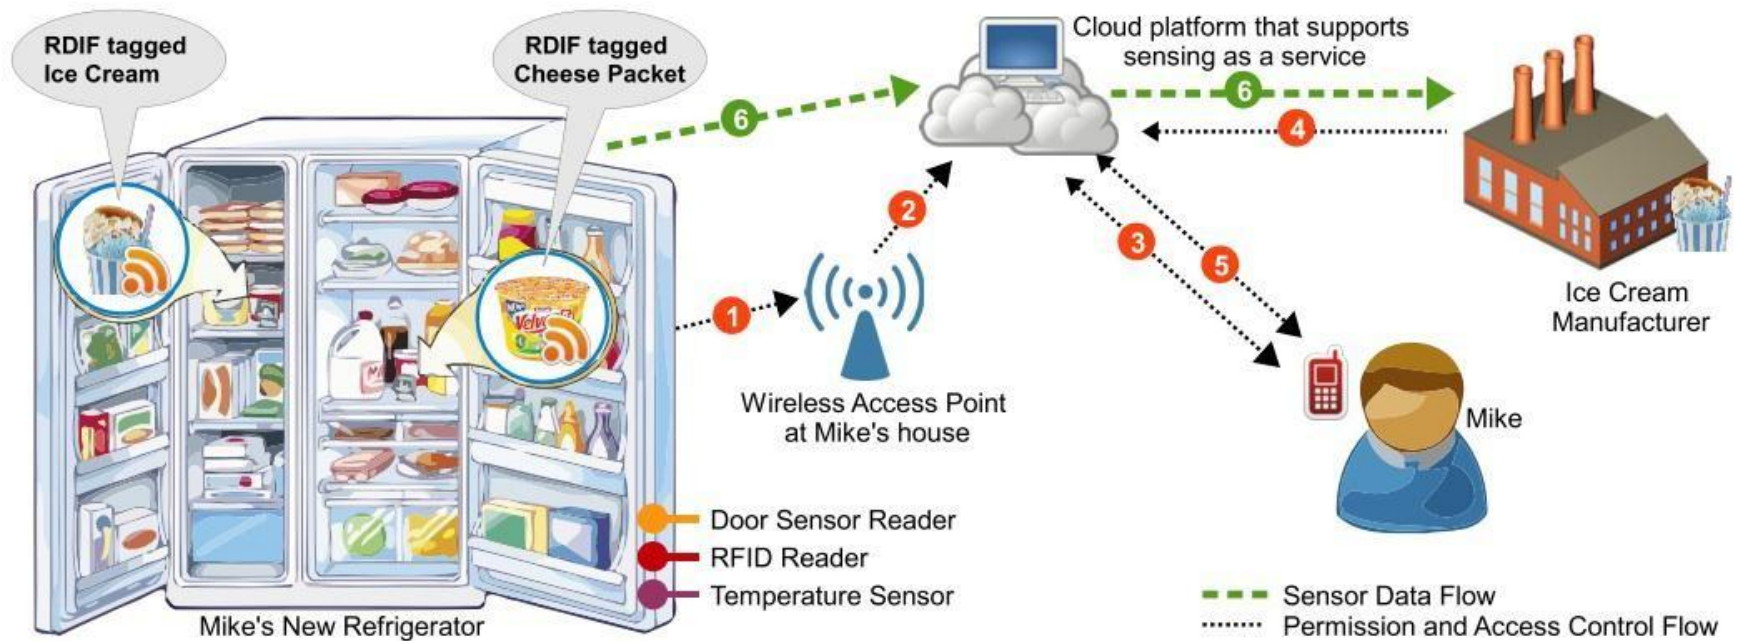 RDIF tagged
Ice Cream
RDIF tagged
Cheese Packet
Cloud platform that supports
sensing as a service
6
6
4
2
3
5
1
Ice Cream
Manufacturer
Wireless Access Point
at Mike's house
Mike
Door Sensor Reader
RFID Reader
Temperature Sensor
Mike's New Refrigerator
Sensor Data Flow
Permission and Access Control Flow